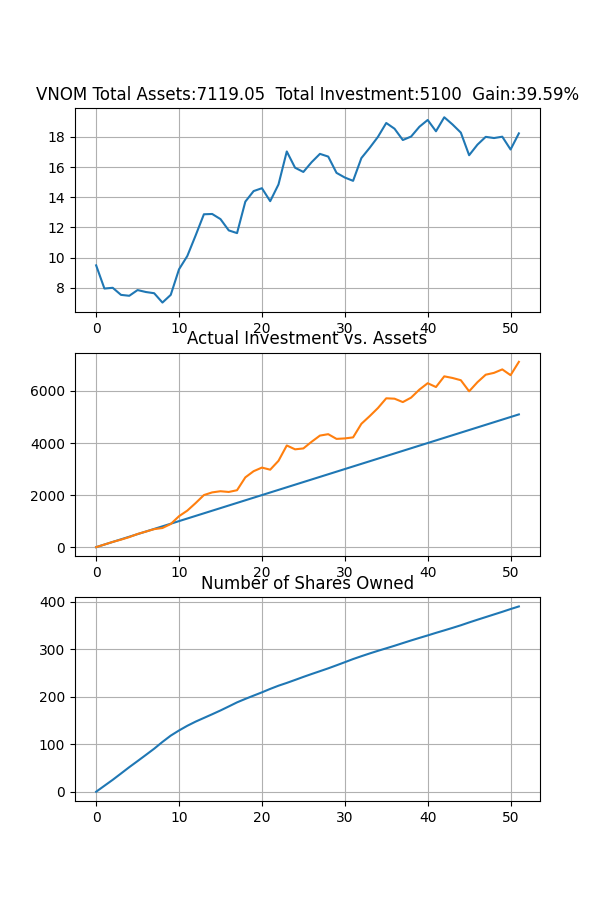 VNOM Total Assets:7119.05  Total Investment:5100  Gain:39.59%
18
16
14
12
10
8
0 10 20 30 40 50
Actual Investment vs. Assets
6000
4000
2000
0
0 10 20 30 40 50
Number of Shares Owned
400
300
200
100
0
0 10 20 30 40 50